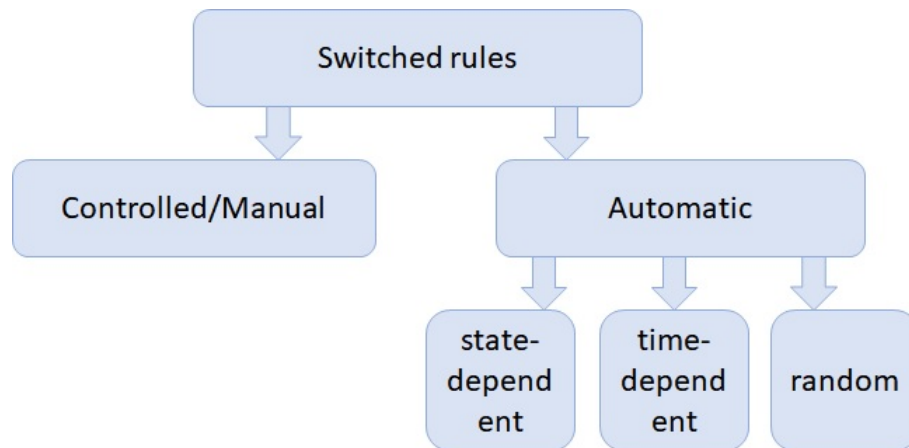 Switched rules
Controlled/Manual
Automatic
state-
depend
ent
time-
depend
ent
random